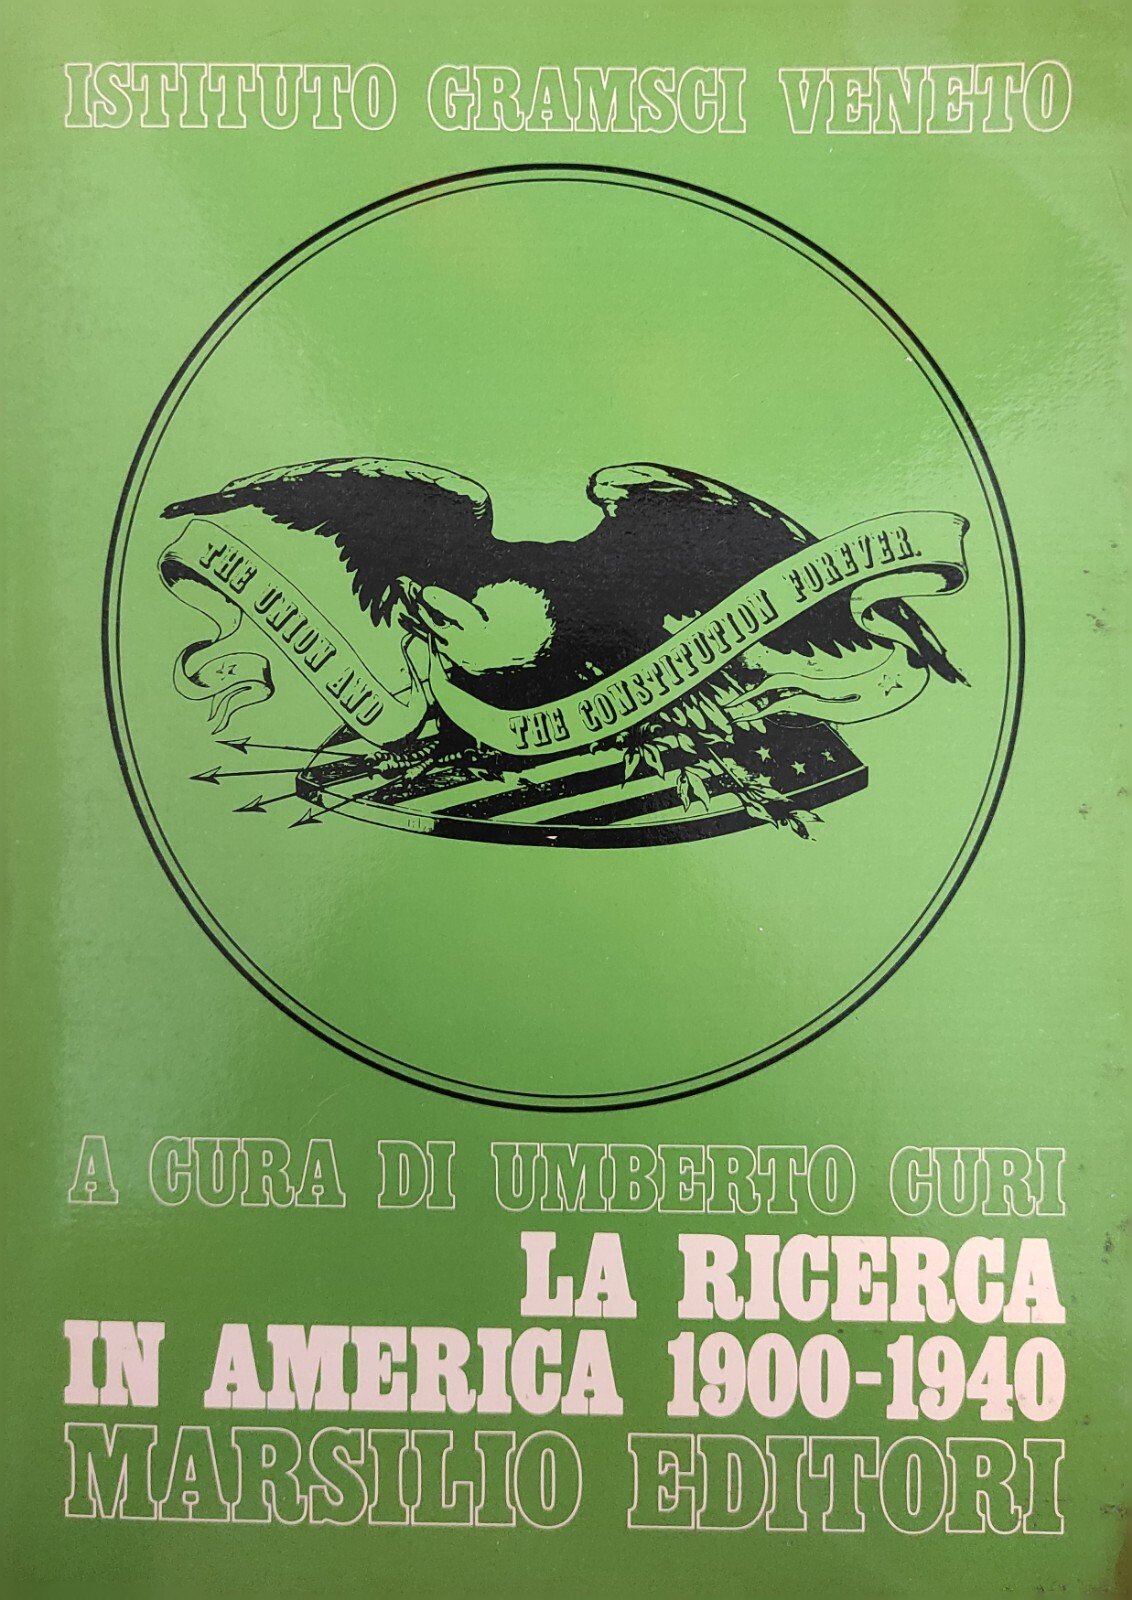 ISTITUTO GRAMSCI VENETO
THE UNION AND
THE CONSTITUTION FOREVER.
A CURA DI UMBERTO CURI
LA RICERCA
IN AMERICA 1900-1940
MARSILIO EDITORI